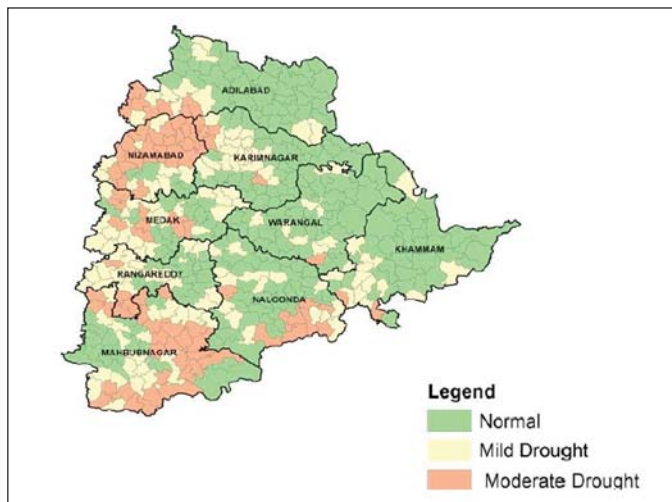 ADILABAD
NIZAMABAD
KARIMNAGAR
MEDAK
WARANGAL
KHAMMAM
RANGAREDDY
NALGONDA
MAHBUBNAGAR
Legend
Normal
Mild Drought
Moderate Drought